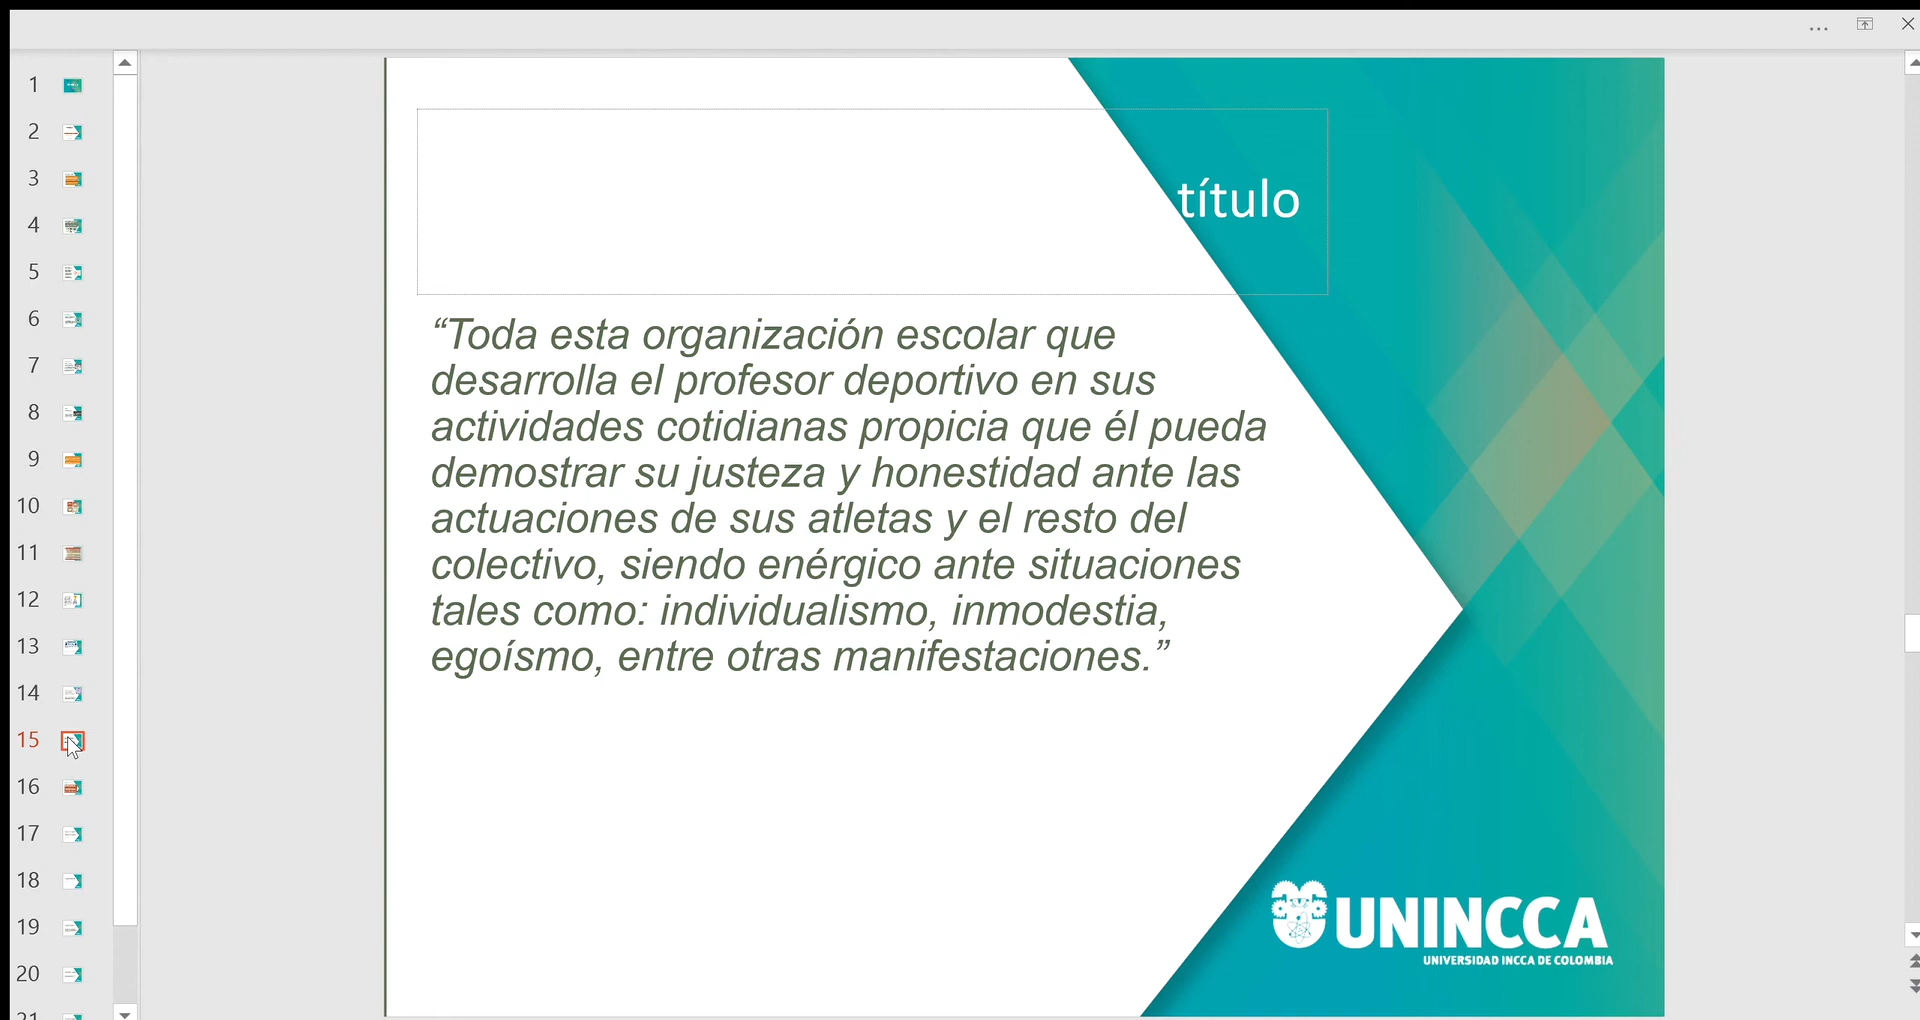 ...
1
2
3
4
5
6
7
8
9
10
11
12
13
14
15
16
17
18
19
20
21
título
“Toda esta organización escolar que
desarrolla el profesor deportivo en sus
actividades cotidianas propicia que él pueda
demostrar su justeza y honestidad ante las
actuaciones de sus atletas y el resto del
colectivo, siendo enérgico ante situaciones
tales como: individualismo, inmodestia,
egoísmo, entre otras manifestaciones.”
UNINCCA
UNIVERSIDAD INCCA DE COLOMBIA